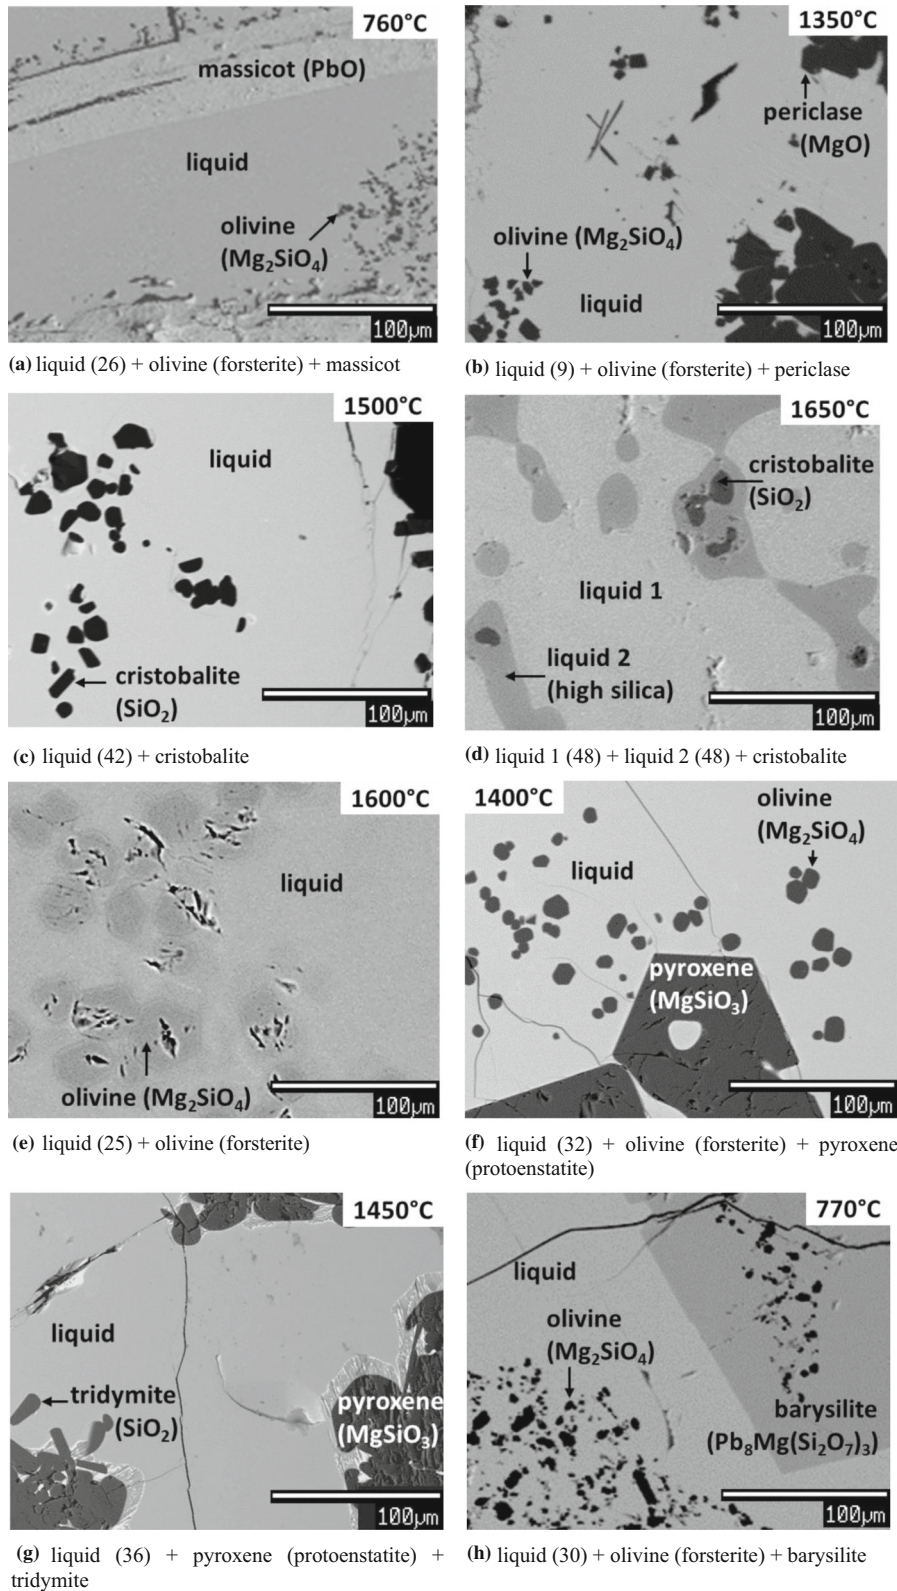 760°C
massicot (PbO)
liquid
olivine
(Mg₂SiO₄)
100µm
(a) liquid (26) + olivine (forsterite) + massicot
1350°C
periclase
(MgO)
olivine (Mg₂SiO₄)
liquid
100µm
(b) liquid (9) + olivine (forsterite) + periclase
1500°C
liquid
cristobalite
(SiO₂)
100µm
(c) liquid (42) + cristobalite
1650°C
cristobalite
(SiO₂)
liquid 1
liquid 2
(high silica)
100µm
(d) liquid 1 (48) + liquid 2 (48) + cristobalite
1600°C
liquid
olivine (Mg₂SiO₄)
100µm
(e) liquid (25) + olivine (forsterite)
1400°C
olivine
(Mg₂SiO₄)
liquid
pyroxene
(MgSiO₃)
100µm
(f) liquid (32) + olivine (forsterite) + pyroxene
(protoenstatite)
1450°C
liquid
tridymite
(SiO₂)
pyroxene
(MgSiO₃)
100µm
(g) liquid (36) + pyroxene (protoenstatite) +
tridymite
770°C
liquid
olivine
(Mg₂SiO₄)
barysilite
(Pb₈Mg(Si₂O₇)₃)
100µm
(h) liquid (30) + olivine (forsterite) + barysilite